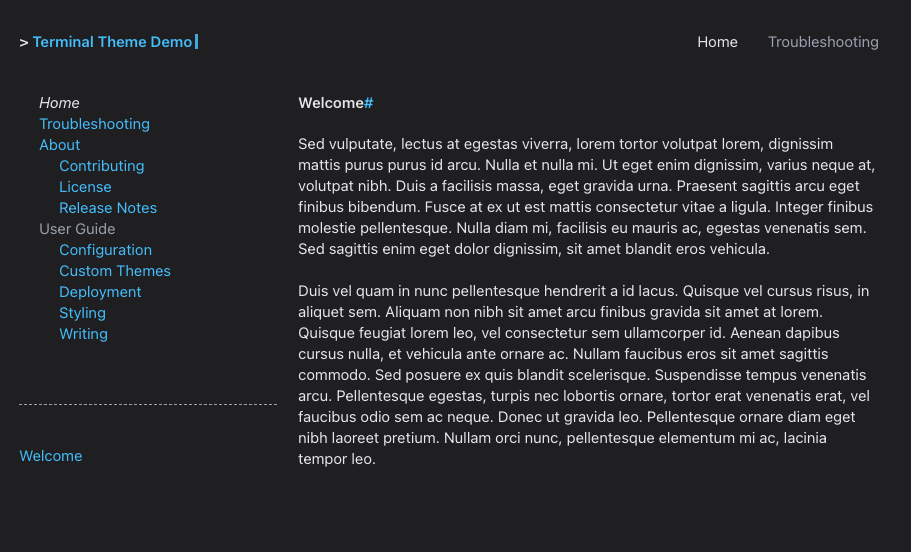 > Terminal Theme Demo
Home Troubleshooting
Home
Troubleshooting
About
Contributing
License
Release Notes
User Guide
Configuration
Custom Themes
Deployment
Styling
Writing
Welcome
Welcome#
Sed vulputate, lectus at egestas viverra, lorem tortor volutpat lorem, dignissim
mattis purus purus id arcu. Nulla et nulla mi. Ut eget enim dignissim, varius neque at,
volutpat nibh. Duis a facilisis massa, eget gravida urna. Praesent sagittis arcu eget
finibus bibendum. Fusce at ex ut est mattis consectetur vitae a ligula. Integer finibus
molestie pellentesque. Nulla diam mi, facilisis eu mauris ac, egestas venenatis sem.
Sed sagittis enim eget dolor dignissim, sit amet blandit eros vehicula.
Duis vel quam in nunc pellentesque hendrerit a id lacus. Quisque vel cursus risus, in
aliquet sem. Aliquam non nibh sit amet arcu finibus gravida sit amet at lorem.
Quisque feugiat lorem leo, vel consectetur sem ullamcorper id. Aenean dapibus
cursus nulla, et vehicula ante ornare ac. Nullam faucibus eros sit amet sagittis
commodo. Sed posuere ex quis blandit scelerisque. Suspendisse tempus venenatis
arcu. Pellentesque egestas, turpis nec lobortis ornare, tortor erat venenatis erat, vel
faucibus odio sem ac neque. Donec ut gravida leo. Pellentesque ornare diam eget
nibh laoreet pretium. Nullam orci nunc, pellentesque elementum mi ac, lacinia
tempor leo.